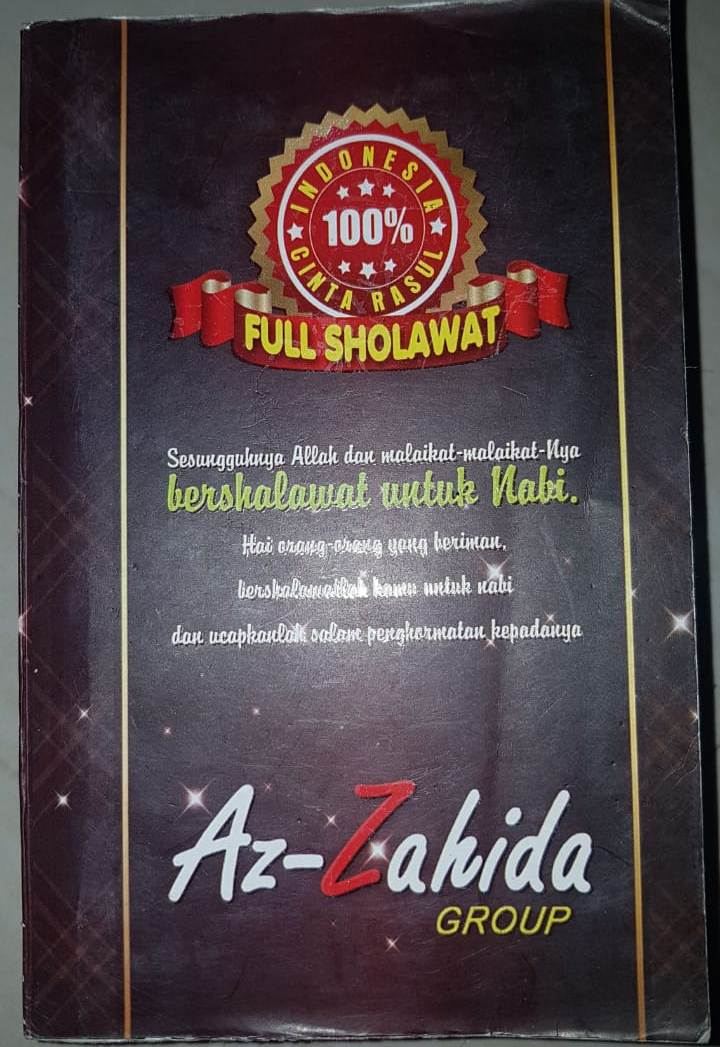 INDONESIA
100%
CINTA RASUL
FULL SHOLAWAT
Sesungguhnya Allah dan malaikat-malaikat-Nya
bershalawat untuk Nabi.
Hai orang-orang yang beriman,
bershalawatlah kamu untuk nabi
dan ucapkanlah salam penghormatan kepadanya
Az-Zahida
GROUP